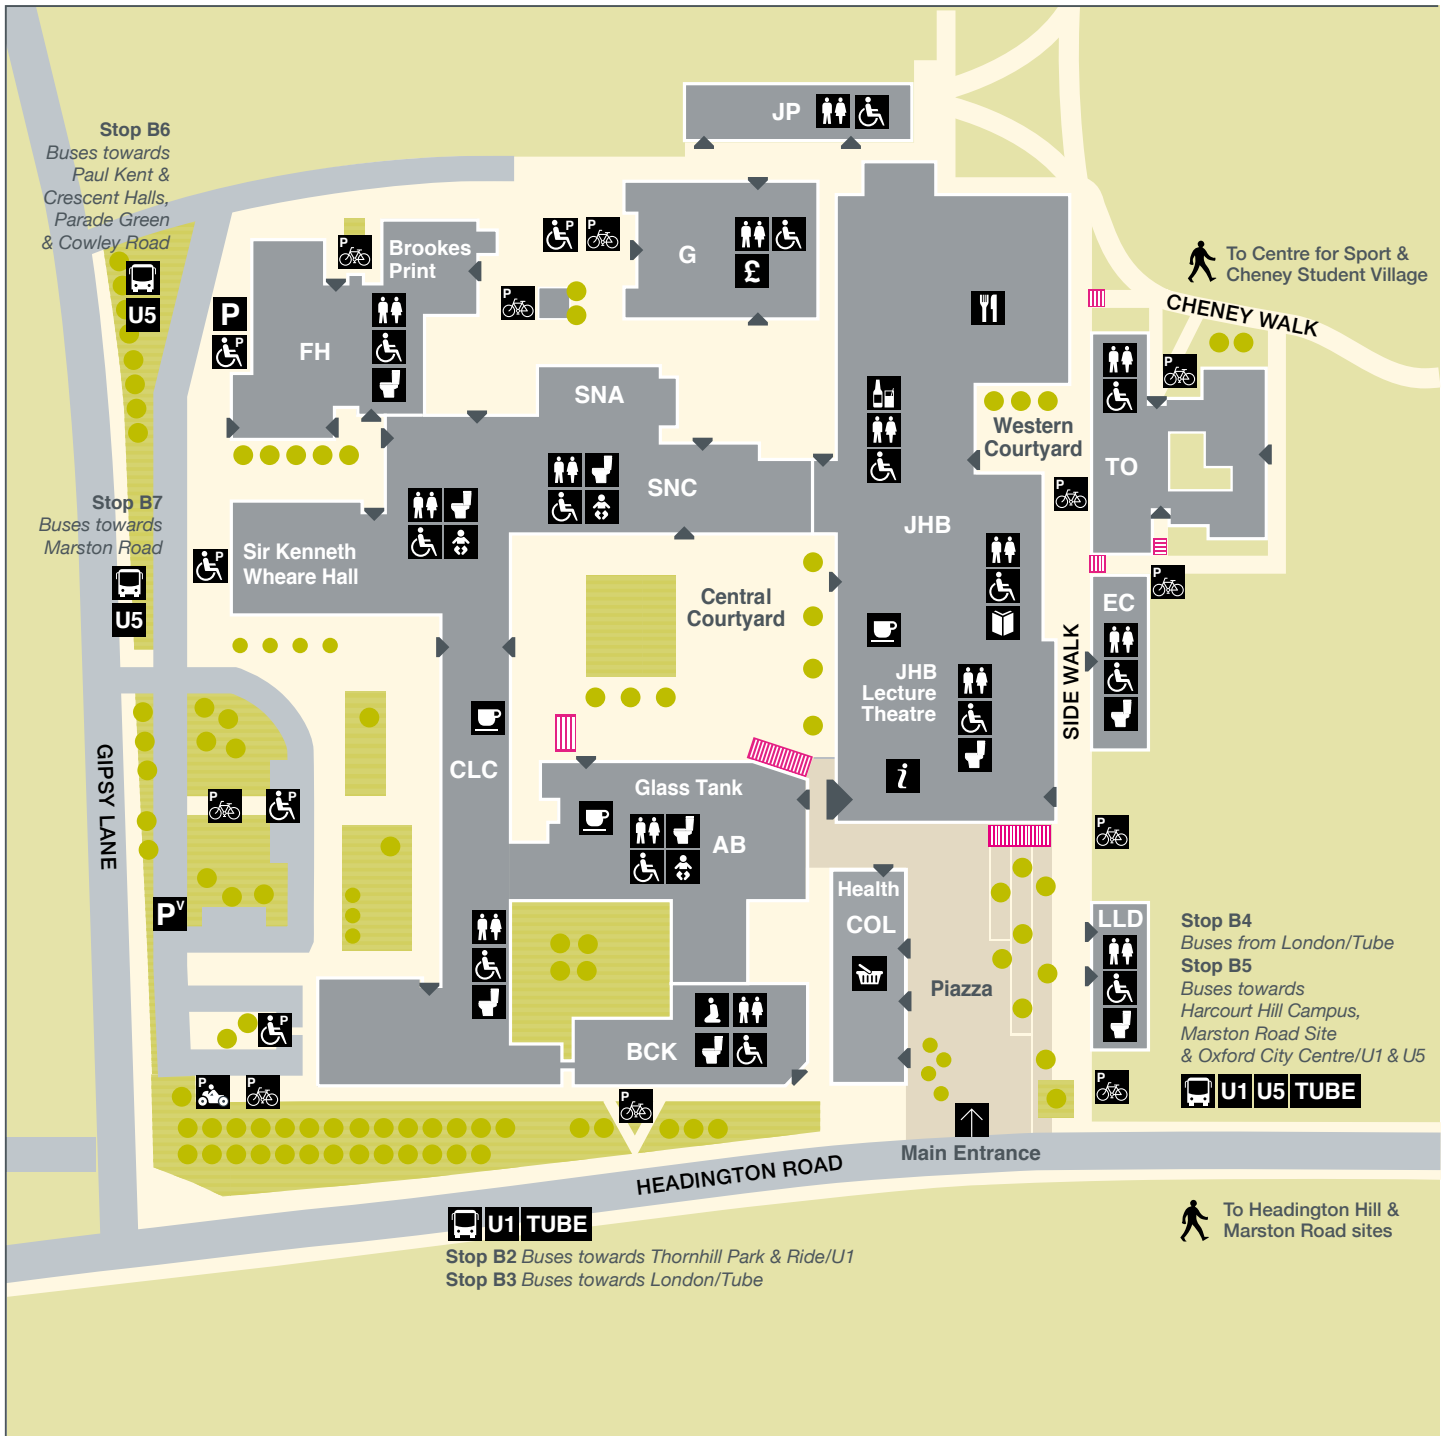 JP
Stop B6
Buses towards
Paul Kent &
Crescent Halls,
Parade Green
& Cowley Road
U5
P
P
P
Brookes
Print
P
P
P
FH
G
£
To Centre for Sport &
Cheney Student Village
CHENEY WALK
P
SNA
Western
Courtyard
TO
P
SNC
JHB
Stop B7
Buses towards
Marston Road
U5
P
Sir Kenneth
Wheare Hall
Central
Courtyard
P
EC
SIDE WALK
JHB
Lecture
Theatre
GIPSY LANE
CLC
Glass Tank
i
AB
P
P
P
PV
Health
COL
LLD
Piazza
Stop B4
Buses from London/Tube
Stop B5
Buses towards
Harcourt Hill Campus,
Marston Road Site
& Oxford City Centre/U1 & U5
U1 U5 TUBE
P
BCK
P
P
P
P
Main Entrance
HEADINGTON ROAD
U1 TUBE
Stop B2 Buses towards Thornhill Park & Ride/U1
Stop B3 Buses towards London/Tube
To Headington Hill &
Marston Road sites